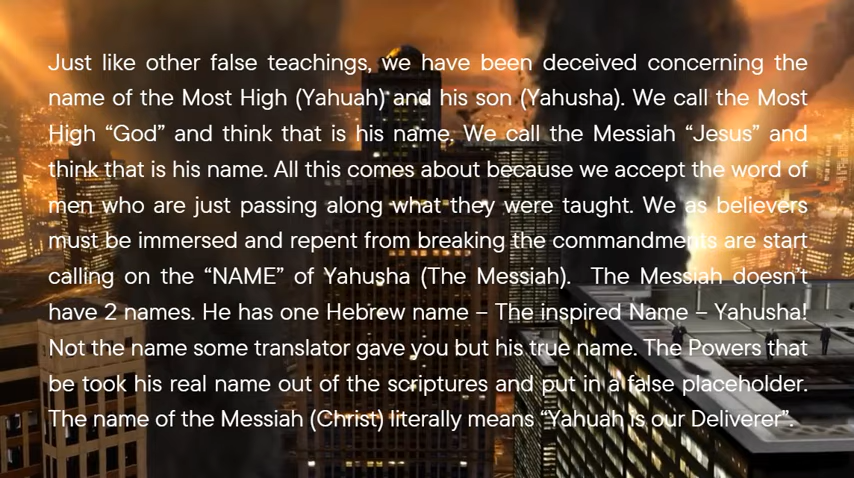 Just like other false teachings, we have been deceived concerning the
name of the Most High (Yahuah) and his son (Yahusha). We call the Most
High “God” and think that is his name. We call the Messiah “Jesus” and
think that is his name. All this comes about because we accept the word of
men who are just passing along what they were taught. We as believers
must be immersed and repent from breaking the commandments are start
calling on the “NAME” of Yahusha (The Messiah). The Messiah doesn’t
have 2 names. He has one Hebrew name – The inspired Name – Yahusha!
Not the name some translator gave you but his true name. The Powers that
be took his real name out of the scriptures and put in a false placeholder.
The name of the Messiah (Christ) literally means “Yahuah is our Deliverer”.